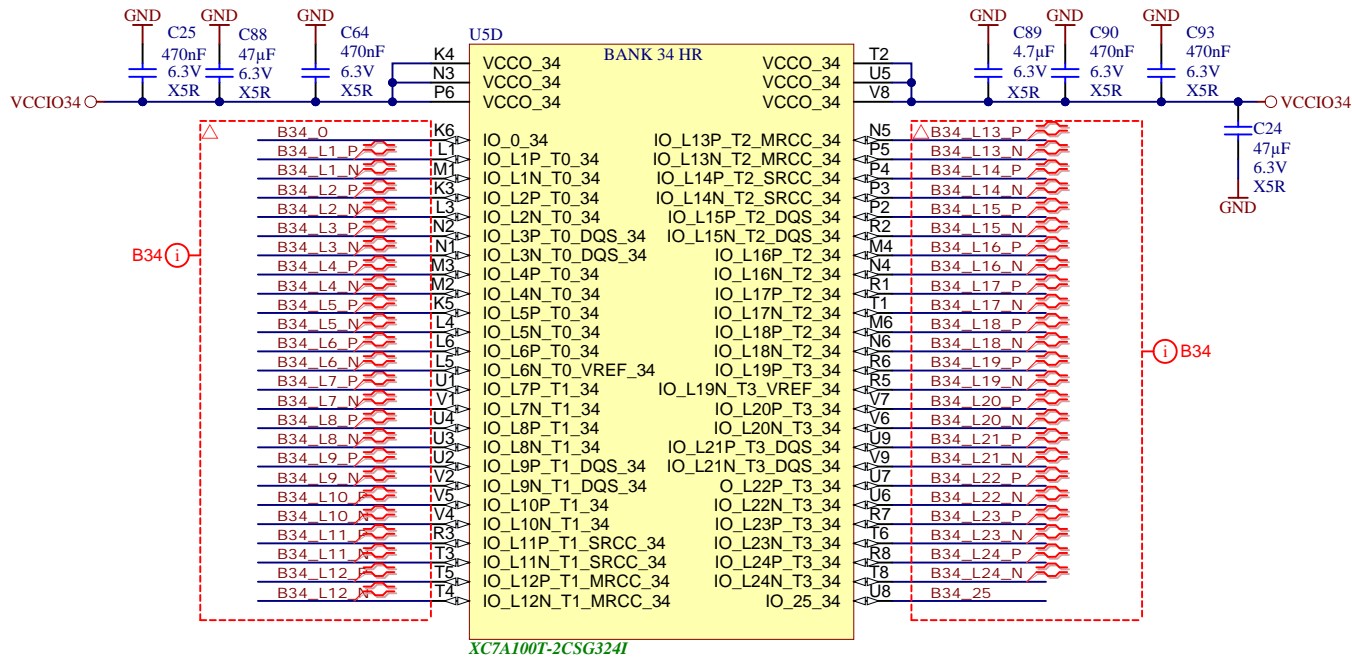 GND GND GND GND GND GND
C25 C88 C64 C89 C90 C93
470nF 47µF 470nF 4.7µF 470nF 470nF
6.3V 6.3V 6.3V 6.3V 6.3V 6.3V
X5R X5R X5R X5R X5R X5R
U5D
BANK 34 HR
K4 VCCO_34 VCCO_34 T2
N3 VCCO_34 VCCO_34 U5
P6 VCCO_34 VCCO_34 V8
VCCIO34 VCCIO34
C24
47µF
6.3V
X5R
GND
B34_0 K6 IO_0_34 IO_L13P_T2_MRCC_34 N5 B34_L13_P
B34_L1_P L1 IO_L1P_T0_34 IO_L13N_T2_MRCC_34 P5 B34_L13_N
B34_L1_N M1 IO_L1N_T0_34 IO_L14P_T2_SRCC_34 P4 B34_L14_P
B34_L2_P K3 IO_L2P_T0_34 IO_L14N_T2_SRCC_34 P3 B34_L14_N
B34_L2_N L3 IO_L2N_T0_34 IO_L15P_T2_DQS_34 P2 B34_L15_P
B34_L3_P N2 IO_L3P_T0_DQS_34 IO_L15N_T2_DQS_34 R2 B34_L15_N
B34_L3_N N1 IO_L3N_T0_DQS_34 IO_L16P_T2_34 M4 B34_L16_P
B34 i
B34_L4_P M3 IO_L4P_T0_34 IO_L16N_T2_34 N4 B34_L16_N
B34_L4_N M2 IO_L4N_T0_34 IO_L17P_T2_34 R1 B34_L17_P
B34_L5_P K5 IO_L5P_T0_34 IO_L17N_T2_34 T1 B34_L17_N
B34_L5_N L4 IO_L5N_T0_34 IO_L18P_T2_34 M6 B34_L18_P
B34_L6_P L6 IO_L6P_T0_34 IO_L18N_T2_34 N6 B34_L18_N
i B34
B34_L6_N L5 IO_L6N_T0_VREF_34 IO_L19P_T3_34 R6 B34_L19_P
B34_L7_P U1 IO_L7P_T1_34 IO_L19N_T3_VREF_34 R5 B34_L19_N
B34_L7_N V1 IO_L7N_T1_34 IO_L20P_T3_34 V7 B34_L20_P
B34_L8_P U4 IO_L8P_T1_34 IO_L20N_T3_34 V6 B34_L20_N
B34_L8_N U3 IO_L8N_T1_34 IO_L21P_T3_DQS_34 U9 B34_L21_P
B34_L9_P U2 IO_L9P_T1_DQS_34 IO_L21N_T3_DQS_34 V9 B34_L21_N
B34_L9_N V2 IO_L9N_T1_DQS_34 O_L22P_T3_34 U7 B34_L22_P
B34_L10_P V5 IO_L10P_T1_34 IO_L22N_T3_34 U6 B34_L22_N
B34_L10_N V4 IO_L10N_T1_34 IO_L23P_T3_34 R7 B34_L23_P
B34_L11_P R3 IO_L11P_T1_SRCC_34 IO_L23N_T3_34 T6 B34_L23_N
B34_L11_N T3 IO_L11N_T1_SRCC_34 IO_L24P_T3_34 R8 B34_L24_P
B34_L12_P T5 IO_L12P_T1_MRCC_34 IO_L24N_T3_34 T8 B34_L24_N
B34_L12_N T4 IO_L12N_T1_MRCC_34 IO_25_34 U8 B34_25
XC7A100T-2CSG324I